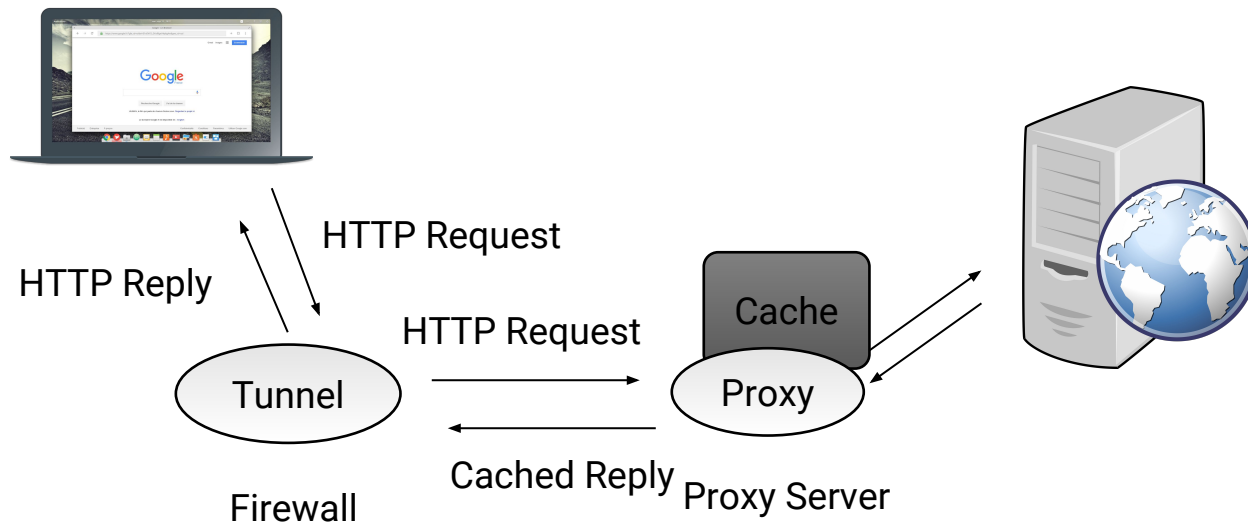 Google
HTTP Request
HTTP Reply
Cache
HTTP Request
Tunnel
Proxy
Cached Reply
Proxy Server
Firewall